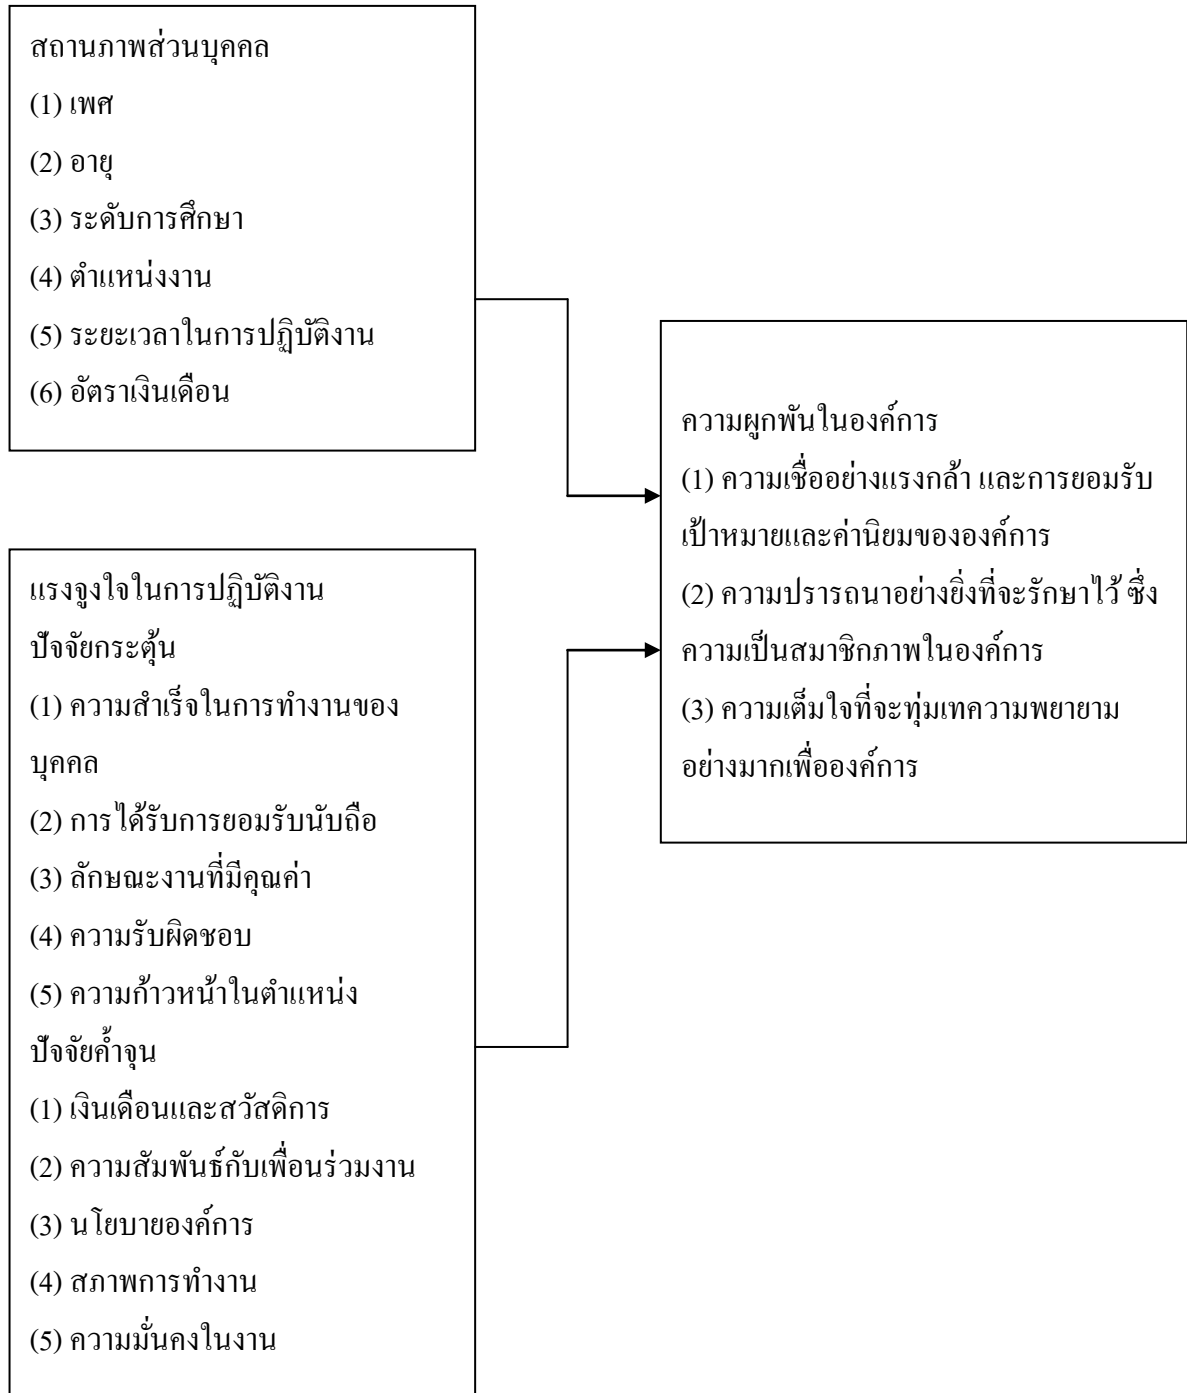 สถานภาพส่วนบุคคล
(1) เพศ
(2) อายุ
(3) ระดับการศึกษา
(4) ตำแหน่งงาน
(5) ระยะเวลาในการปฏิบัติงาน
(6) อัตราเงินเดือน
แรงจูงใจในการปฏิบัติงาน
ปัจจัยกระตุ้น
(1) ความสำเร็จในการทำงานของ
บุคคล
(2) การได้รับการยอมรับนับถือ
(3) ลักษณะงานที่มีคุณค่า
(4) ความรับผิดชอบ
(5) ความก้าวหน้าในตำแหน่ง
ปัจจัยค้ำจุน
(1) เงินเดือนและสวัสดิการ
(2) ความสัมพันธ์กับเพื่อนร่วมงาน
(3) นโยบายองค์การ
(4) สภาพการทำงาน
(5) ความมั่นคงในงาน
ความผูกพันในองค์การ
(1) ความเชื่ออย่างแรงกล้า และการยอมรับ
เป้าหมายและค่านิยมขององค์การ
(2) ความปรารถนาอย่างยิ่งที่จะรักษาไว้ ซึ่ง
ความเป็นสมาชิกภาพในองค์การ
(3) ความเต็มใจที่จะทุ่มเทความพยายาม
อย่างมากเพื่อองค์การ